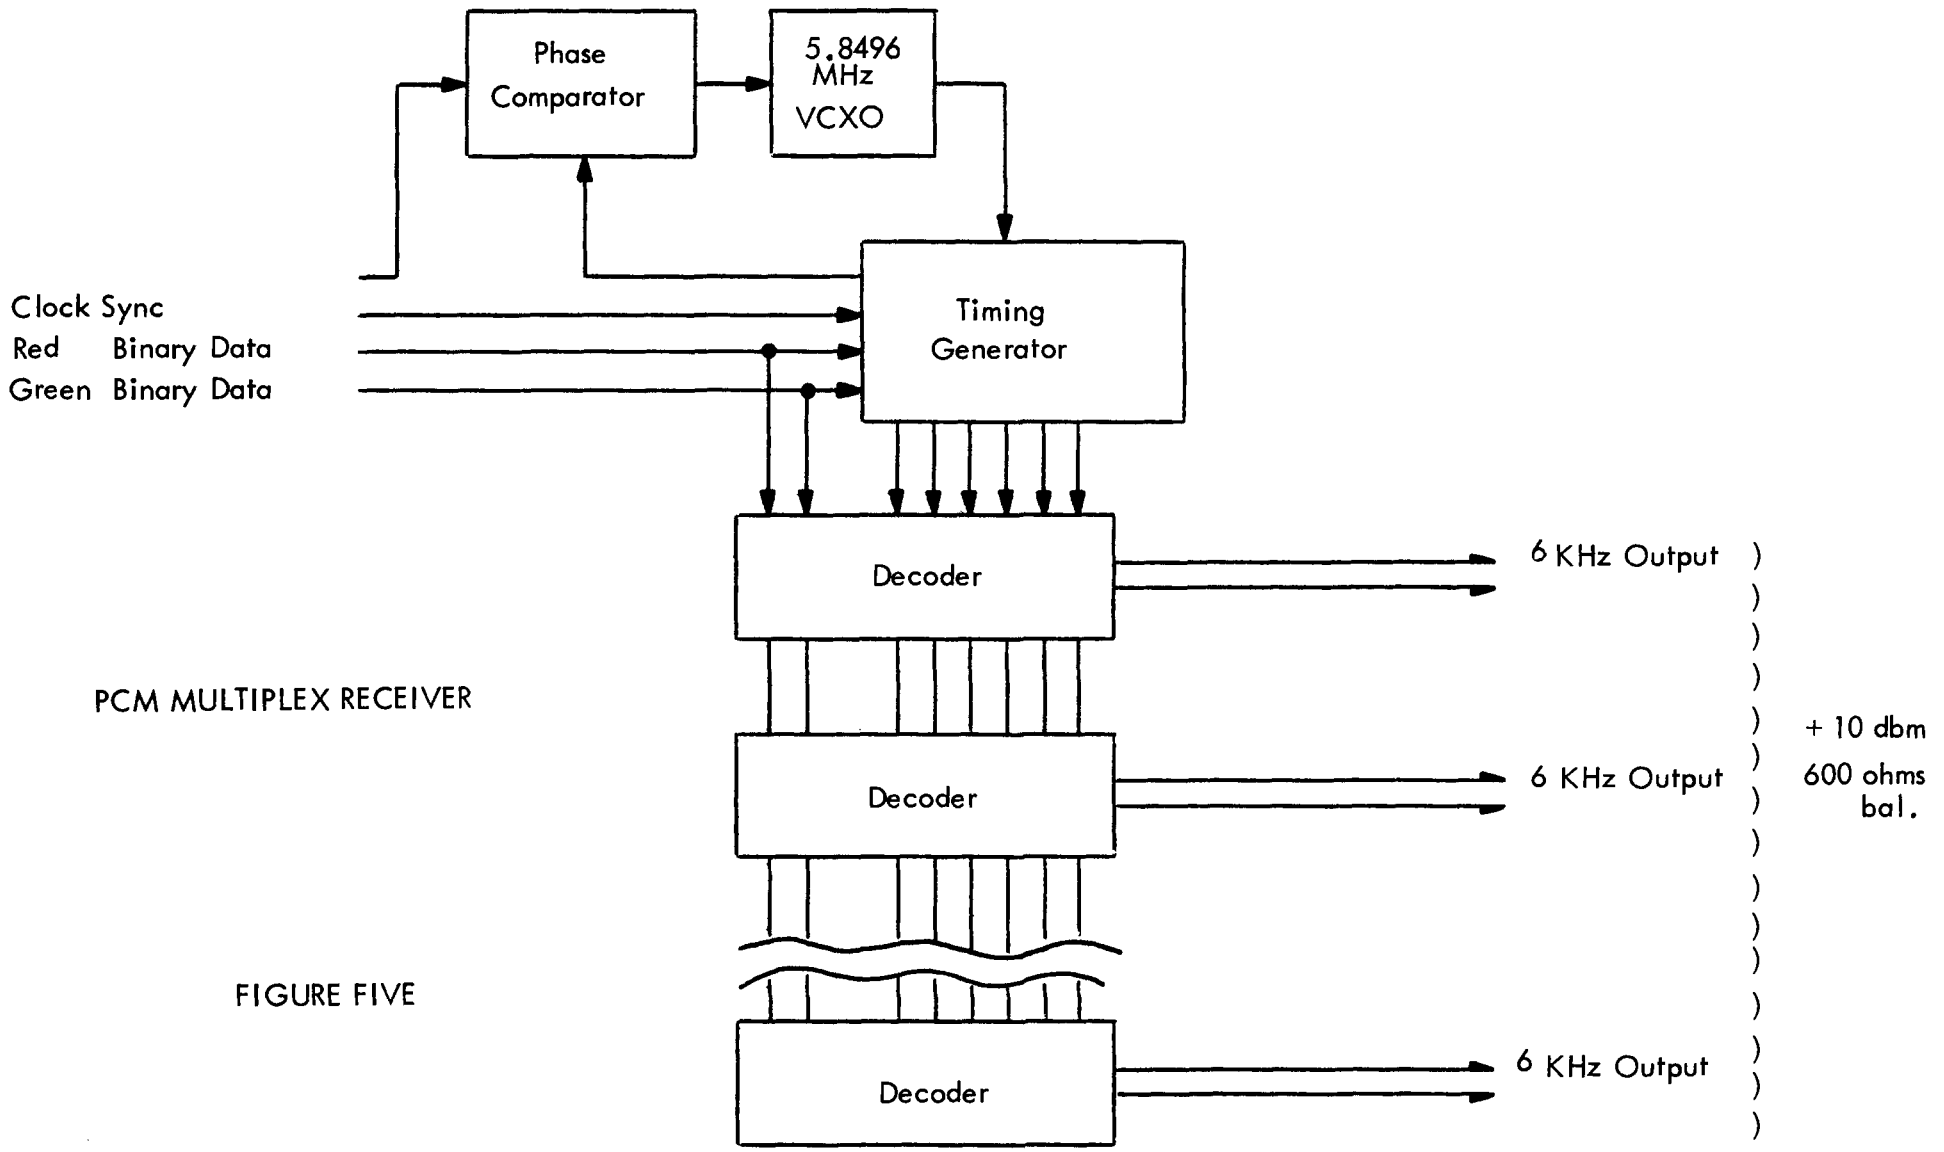 Phase
Comparator
5.8496
MHz
VCXO
Clock Sync
Red Binary Data
Green Binary Data
Timing
Generator
Decoder
6 KHz Output
PCM MULTIPLEX RECEIVER
Decoder
6 KHz Output
+ 10 dbm
600 ohms
bal.
FIGURE FIVE
Decoder
6 KHz Output